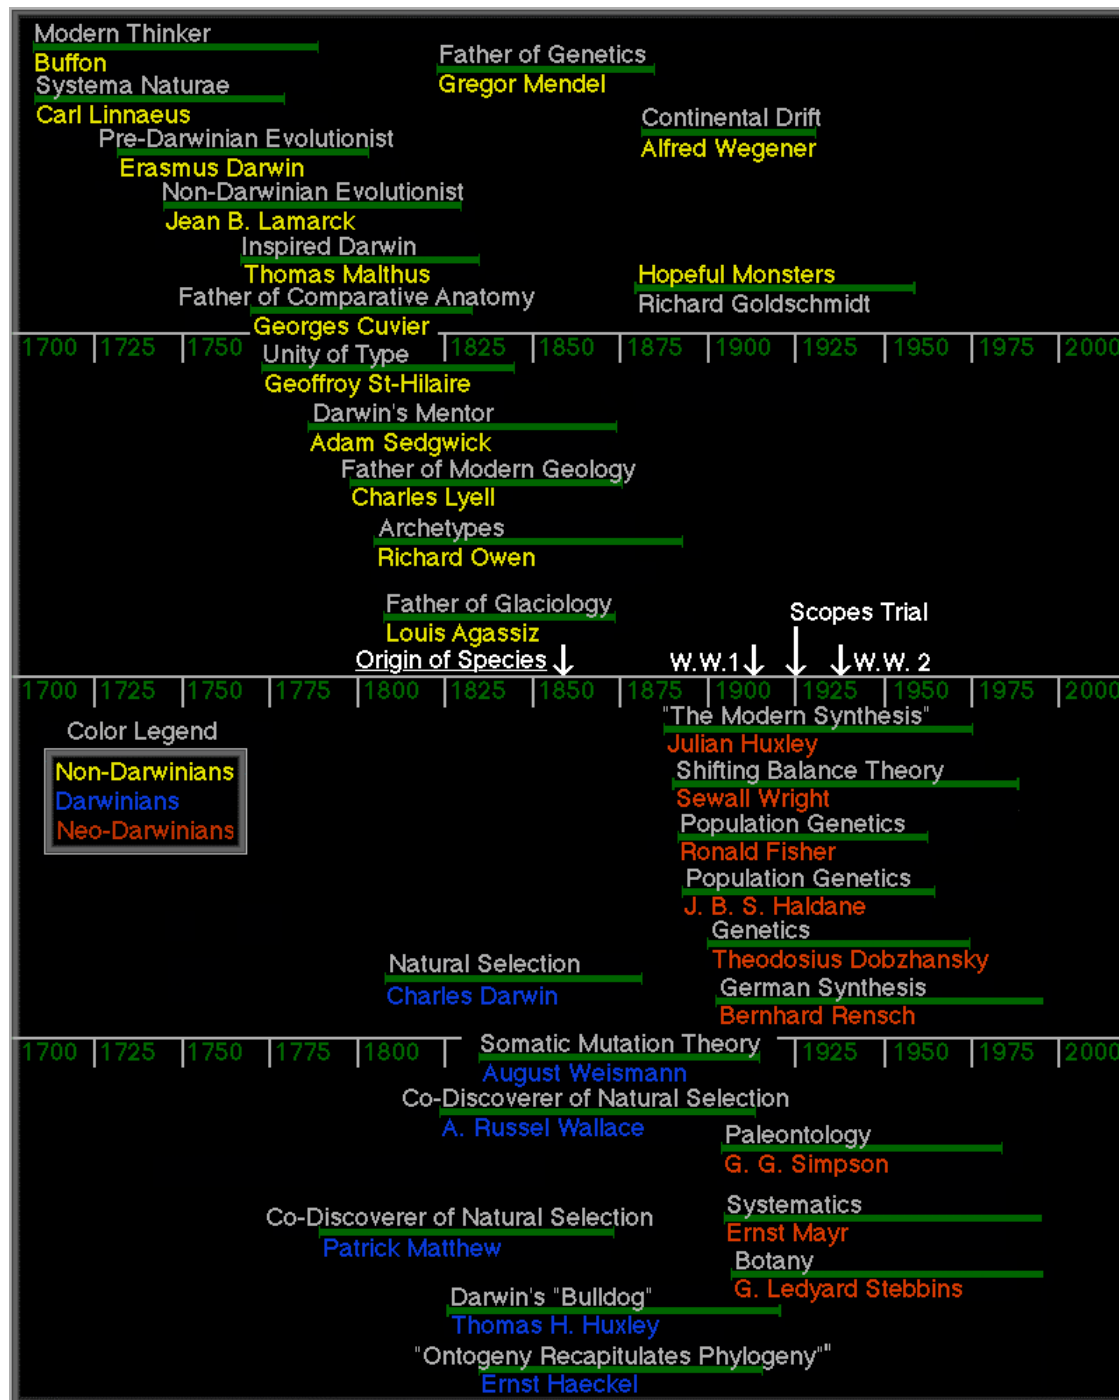 Modern Thinker
Buffon
Father of Genetics
Gregor Mendel
Systema Naturae
Carl Linnaeus
Continental Drift
Alfred Wegener
Pre-Darwinian Evolutionist
Erasmus Darwin
Non-Darwinian Evolutionist
Jean B. Lamarck
Inspired Darwin
Thomas Malthus
Hopeful Monsters
Richard Goldschmidt
Father of Comparative Anatomy
Georges Cuvier
1700 1725 1750 1825 1850 1875 1900 1925 1950 1975 2000
Unity of Type
Geoffroy St-Hilaire
Darwin's Mentor
Adam Sedgwick
Father of Modern Geology
Charles Lyell
Archetypes
Richard Owen
Father of Glaciology
Louis Agassiz
Scopes Trial
Origin of Species W.W.1 W.W. 2
1700 1725 1750 1775 1800 1825 1850 1875 1900 1925 1950 1975 2000
Color Legend
Non-Darwinians
Darwinians
Neo-Darwinians
"The Modern Synthesis"
Julian Huxley
Shifting Balance Theory
Sewall Wright
Population Genetics
Ronald Fisher
Population Genetics
J. B. S. Haldane
Genetics
Theodosius Dobzhansky
Natural Selection
Charles Darwin
German Synthesis
Bernhard Rensch
1700 1725 1750 1775 1800 1925 1950 1975 2000
Somatic Mutation Theory
August Weismann
Co-Discoverer of Natural Selection
A. Russel Wallace
Paleontology
G. G. Simpson
Co-Discoverer of Natural Selection
Patrick Matthew
Systematics
Ernst Mayr
Botany
G. Ledyard Stebbins
Darwin's "Bulldog"
Thomas H. Huxley
"Ontogeny Recapitulates Phylogeny""
Ernst Haeckel